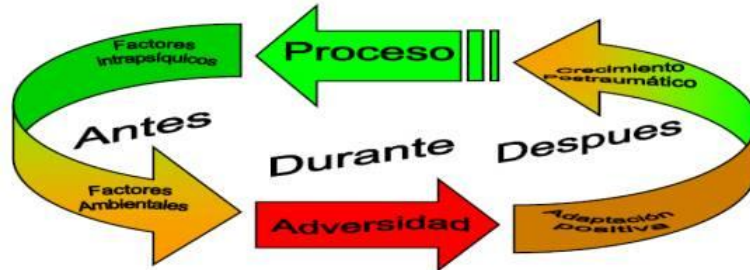 Factores
Intrapsíquicos
Proceso
Crecimiento
Postraumático
Antes
Durante
Despues
Factores
Ambientales
Adversidad
Adaptación
positiva